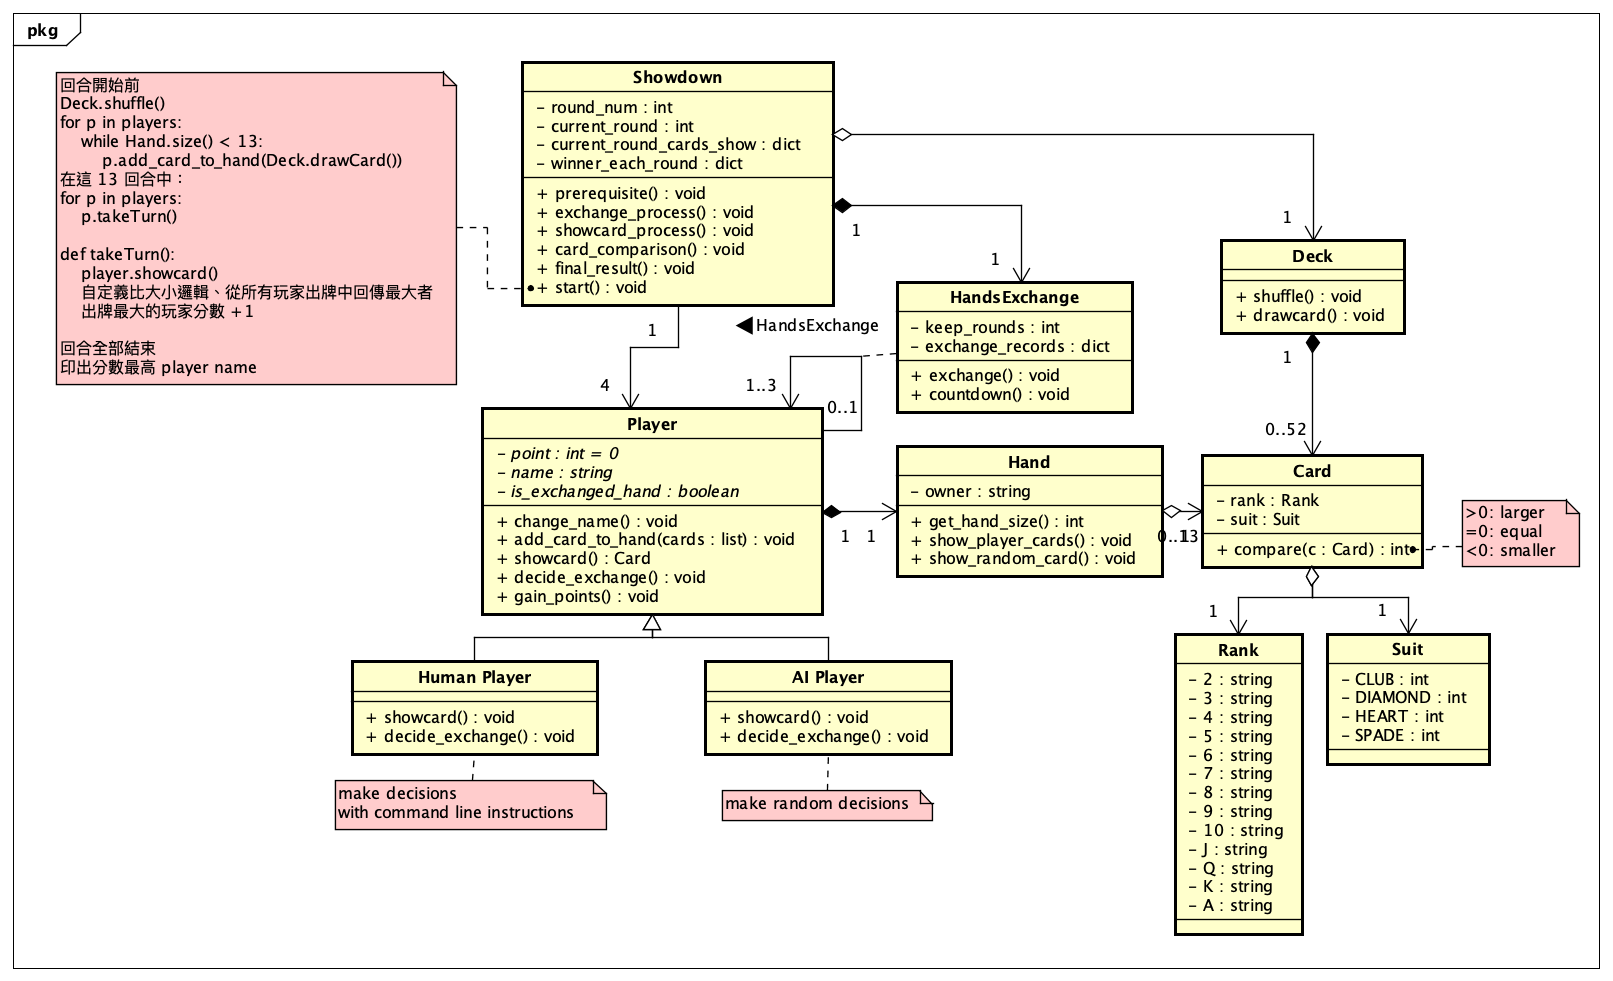 pkg
回合開始前
Deck.shuffle()
for p in players:
while Hand.size() < 13:
p.add_card_to_hand(Deck.drawCard())
在這 13 回合中：
for p in players:
p.takeTurn()
def takeTurn():
player.showcard()
自定義比大小邏輯、從所有玩家出牌中回傳最大者
出牌最大的玩家分數 +1
回合全部結束
印出分數最高 player name
Showdown
- round_num : int
- current_round : int
- current_round_cards_show : dict
- winner_each_round : dict
+ prerequisite() : void
+ exchange_process() : void
+ showcard_process() : void
+ card_comparison() : void
+ final_result() : void
+ start() : void
1
1
1
Deck
+ shuffle() : void
+ drawcard() : void
HandsExchange
- keep_rounds : int
- exchange_records : dict
+ exchange() : void
+ countdown() : void
1
◀ HandsExchange
4
1..3
0..1
1
0..52
Player
- point : int = 0
- name : string
- is_exchanged_hand : boolean
+ change_name() : void
+ add_card_to_hand(cards : list) : void
+ showcard() : Card
+ decide_exchange() : void
+ gain_points() : void
1
1
Hand
- owner : string
+ get_hand_size() : int
+ show_player_cards() : void
+ show_random_card() : void
Card
- rank : Rank
- suit : Suit
+ compare(c : Card) : int
>0: larger
=0: equal
<0: smaller
1
1
Human Player
+ showcard() : void
+ decide_exchange() : void
AI Player
+ showcard() : void
+ decide_exchange() : void
make decisions
with command line instructions
make random decisions
Rank
- 2 : string
- 3 : string
- 4 : string
- 5 : string
- 6 : string
- 7 : string
- 8 : string
- 9 : string
- 10 : string
- J : string
- Q : string
- K : string
- A : string
Suit
- CLUB : int
- DIAMOND : int
- HEART : int
- SPADE : int